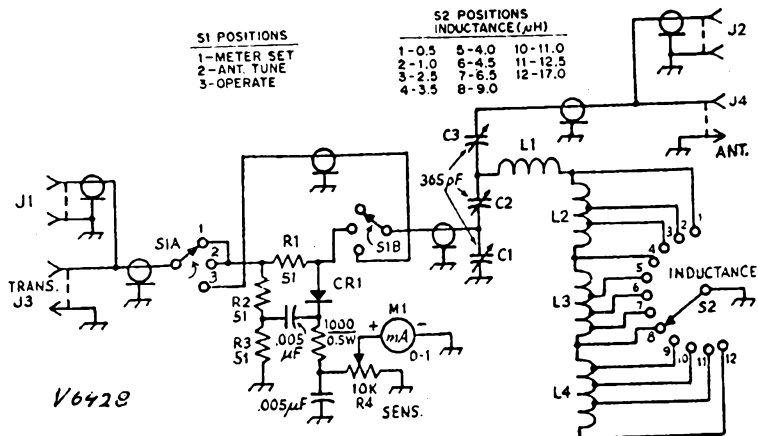 S1 POSITIONS
1-METER SET
2-ANT. TUNE
3-OPERATE
S2 POSITIONS
INDUCTANCE (μH)
1-0.5 5-4.0 10-11.0
2-1.0 6-4.5 11-12.5
3-2.5 7-6.5 12-17.0
4-3.5 8-9.0
J2
J4
ANT.
C3
L1
365pF
C2
C1
J1
TRANS.
J3
S1A
1
2
3
R1
51
S1B
CR1
R2
51
R3
51
.005
μF
1000
0.5W
M1
+
mA
-
0-1
10K
R4
SENS.
.005μF
L2
L3
L4
1
2
3
4
5
6
7
8
9
10
11
12
INDUCTANCE
S2
V6428